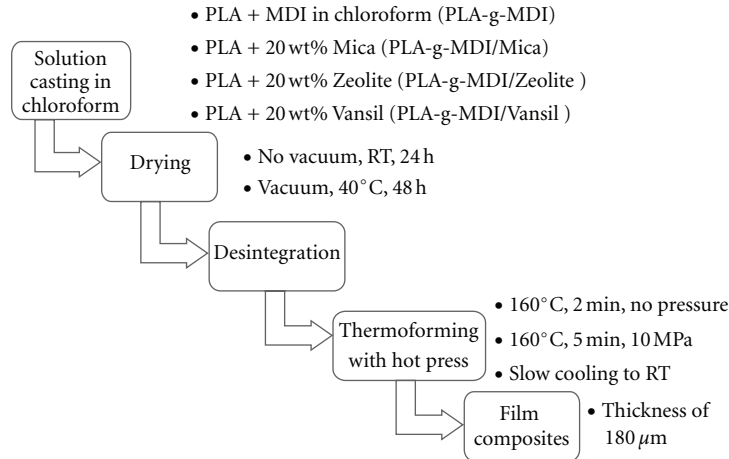 • PLA + MDI in chloroform (PLA-g-MDI)
• PLA + 20 wt% Mica (PLA-g-MDI/Mica)
• PLA + 20 wt% Zeolite (PLA-g-MDI/Zeolite )
• PLA + 20 wt% Vansil (PLA-g-MDI/Vansil )
Solution
casting in
chloroform
Drying
• No vacuum, RT, 24 h
• Vacuum, 40°C, 48 h
Desintegration
Thermoforming
with hot press
• 160°C, 2 min, no pressure
• 160°C, 5 min, 10 MPa
• Slow cooling to RT
Film
composites
• Thickness of
180 µm